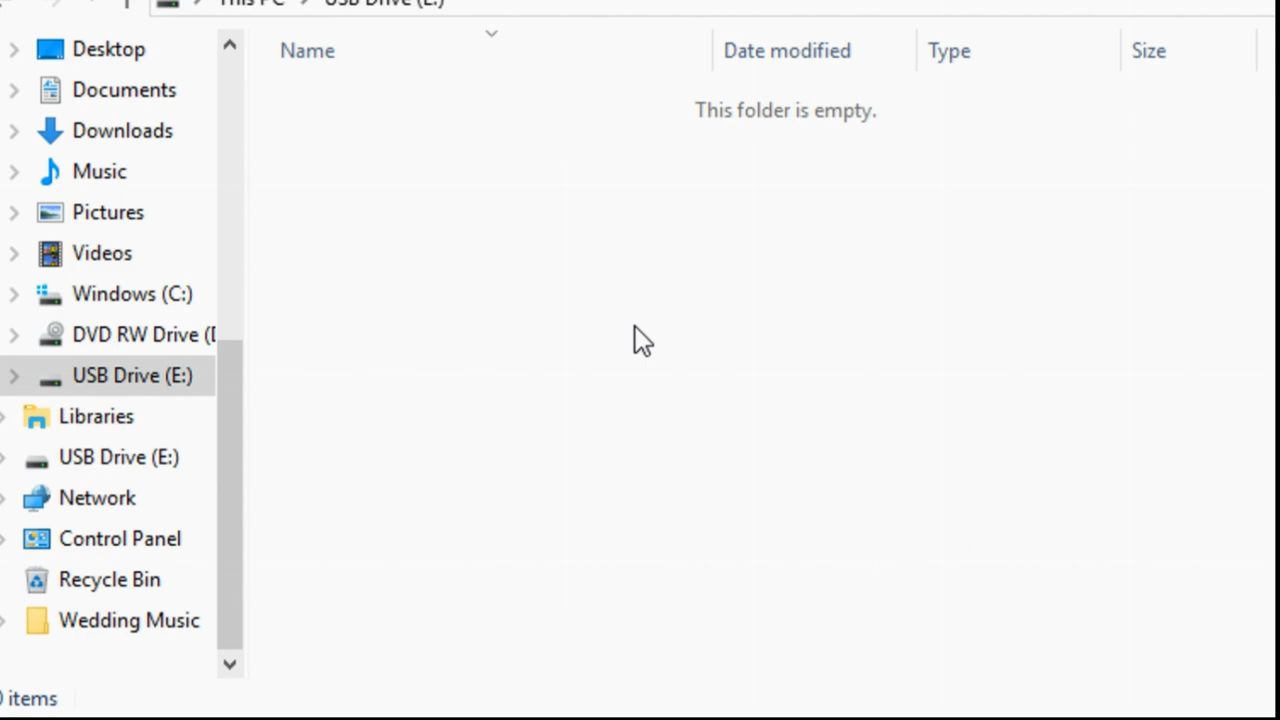 This PC > USB Drive (E:)
Name Date modified Type Size
This folder is empty.
Desktop
Documents
Downloads
Music
Pictures
Videos
Windows (C:)
DVD RW Drive (
USB Drive (E:)
Libraries
USB Drive (E:)
Network
Control Panel
Recycle Bin
Wedding Music
0 items